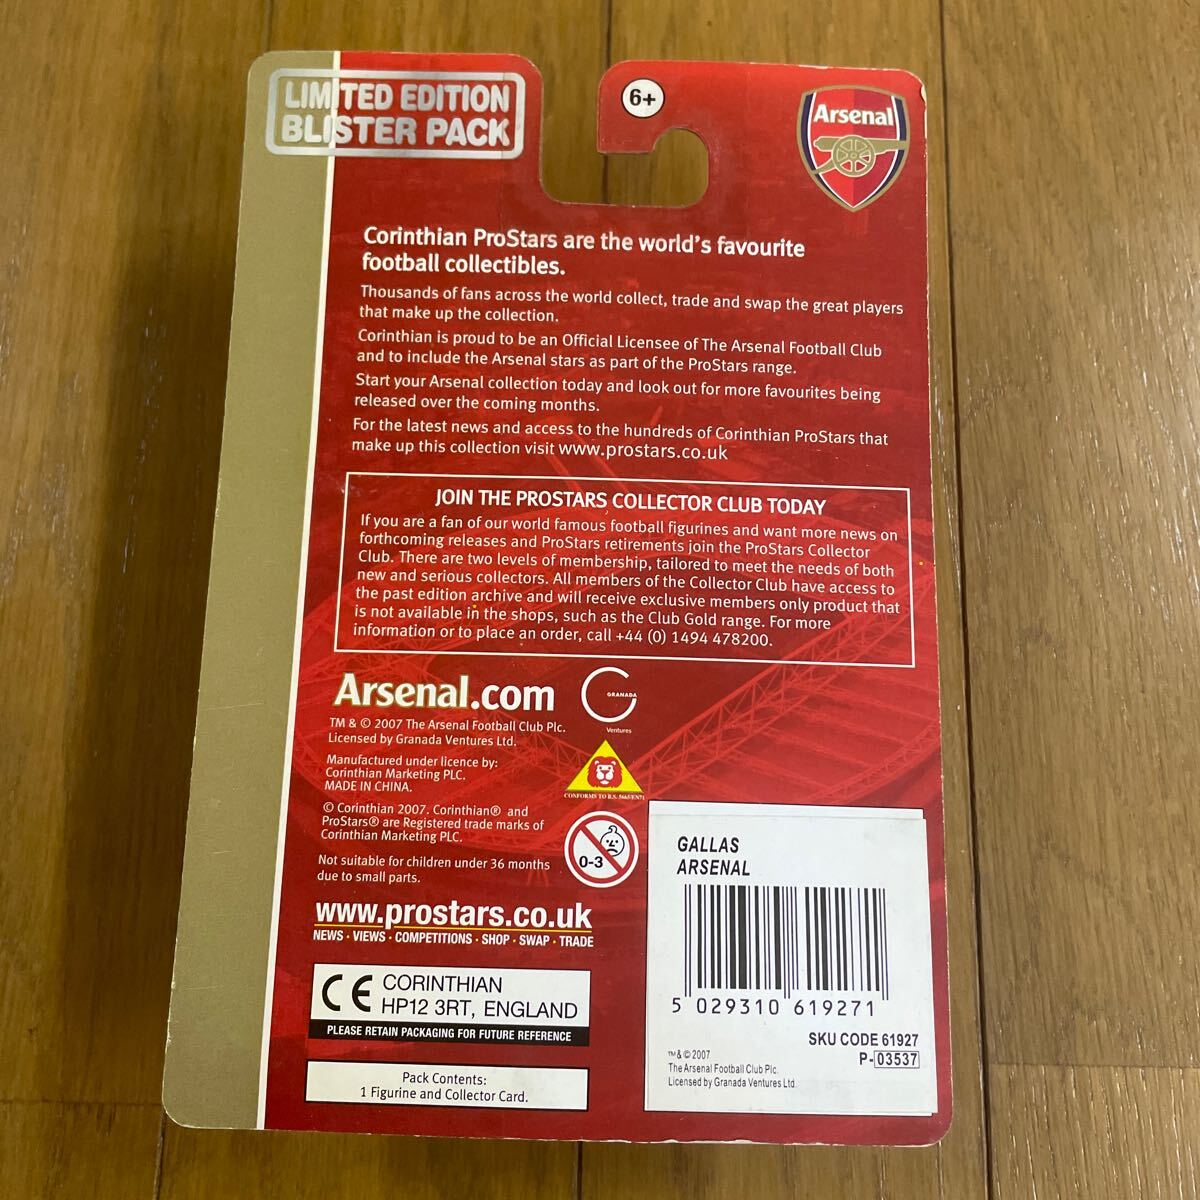 LIMITED EDITION
BLISTER PACK
6+
Arsenal
Corinthian ProStars are the world's favourite
football collectibles.
Thousands of fans across the world collect, trade and swap the great players
that make up the collection.
Corinthian is proud to be an Official Licensee of The Arsenal Football Club
and to include the Arsenal stars as part of the ProStars range.
Start your Arsenal collection today and look out for more favourites being
released over the coming months.
For the latest news and access to the hundreds of Corinthian ProStars that
make up this collection visit www.prostars.co.uk
JOIN THE PROSTARS COLLECTOR CLUB TODAY
If you are a fan of our world famous football figurines and want more news on
forthcoming releases and ProStars retirements join the ProStars Collector
Club. There are two levels of membership, tailored to meet the needs of both
new and serious collectors. All members of the Collector Club have access to
the past edition archive and will receive exclusive members only product that
is not available in the shops, such as the Club Gold range. For more
information or to place an order, call +44 (0) 1494 478200.
Arsenal.com
GRANADA
Ventures
TM & © 2007 The Arsenal Football Club Plc.
Licensed by Granada Ventures Ltd.
Manufactured under licence by:
Corinthian Marketing PLC.
MADE IN CHINA.
CONFORMS TO B.S. 5665/EN71
© Corinthian 2007. Corinthian® and
ProStars® are Registered trade marks of
Corinthian Marketing PLC.
0-3
Not suitable for children under 36 months
due to small parts.
www.prostars.co.uk
NEWS · VIEWS · COMPETITIONS · SHOP · SWAP · TRADE
CE CORINTHIAN
HP12 3RT, ENGLAND
PLEASE RETAIN PACKAGING FOR FUTURE REFERENCE
Pack Contents:
1 Figurine and Collector Card.
GALLAS
ARSENAL
5 029310 619271
SKU CODE 61927
P-03537
TM & © 2007
The Arsenal Football Club Plc.
Licensed by Granada Ventures Ltd.